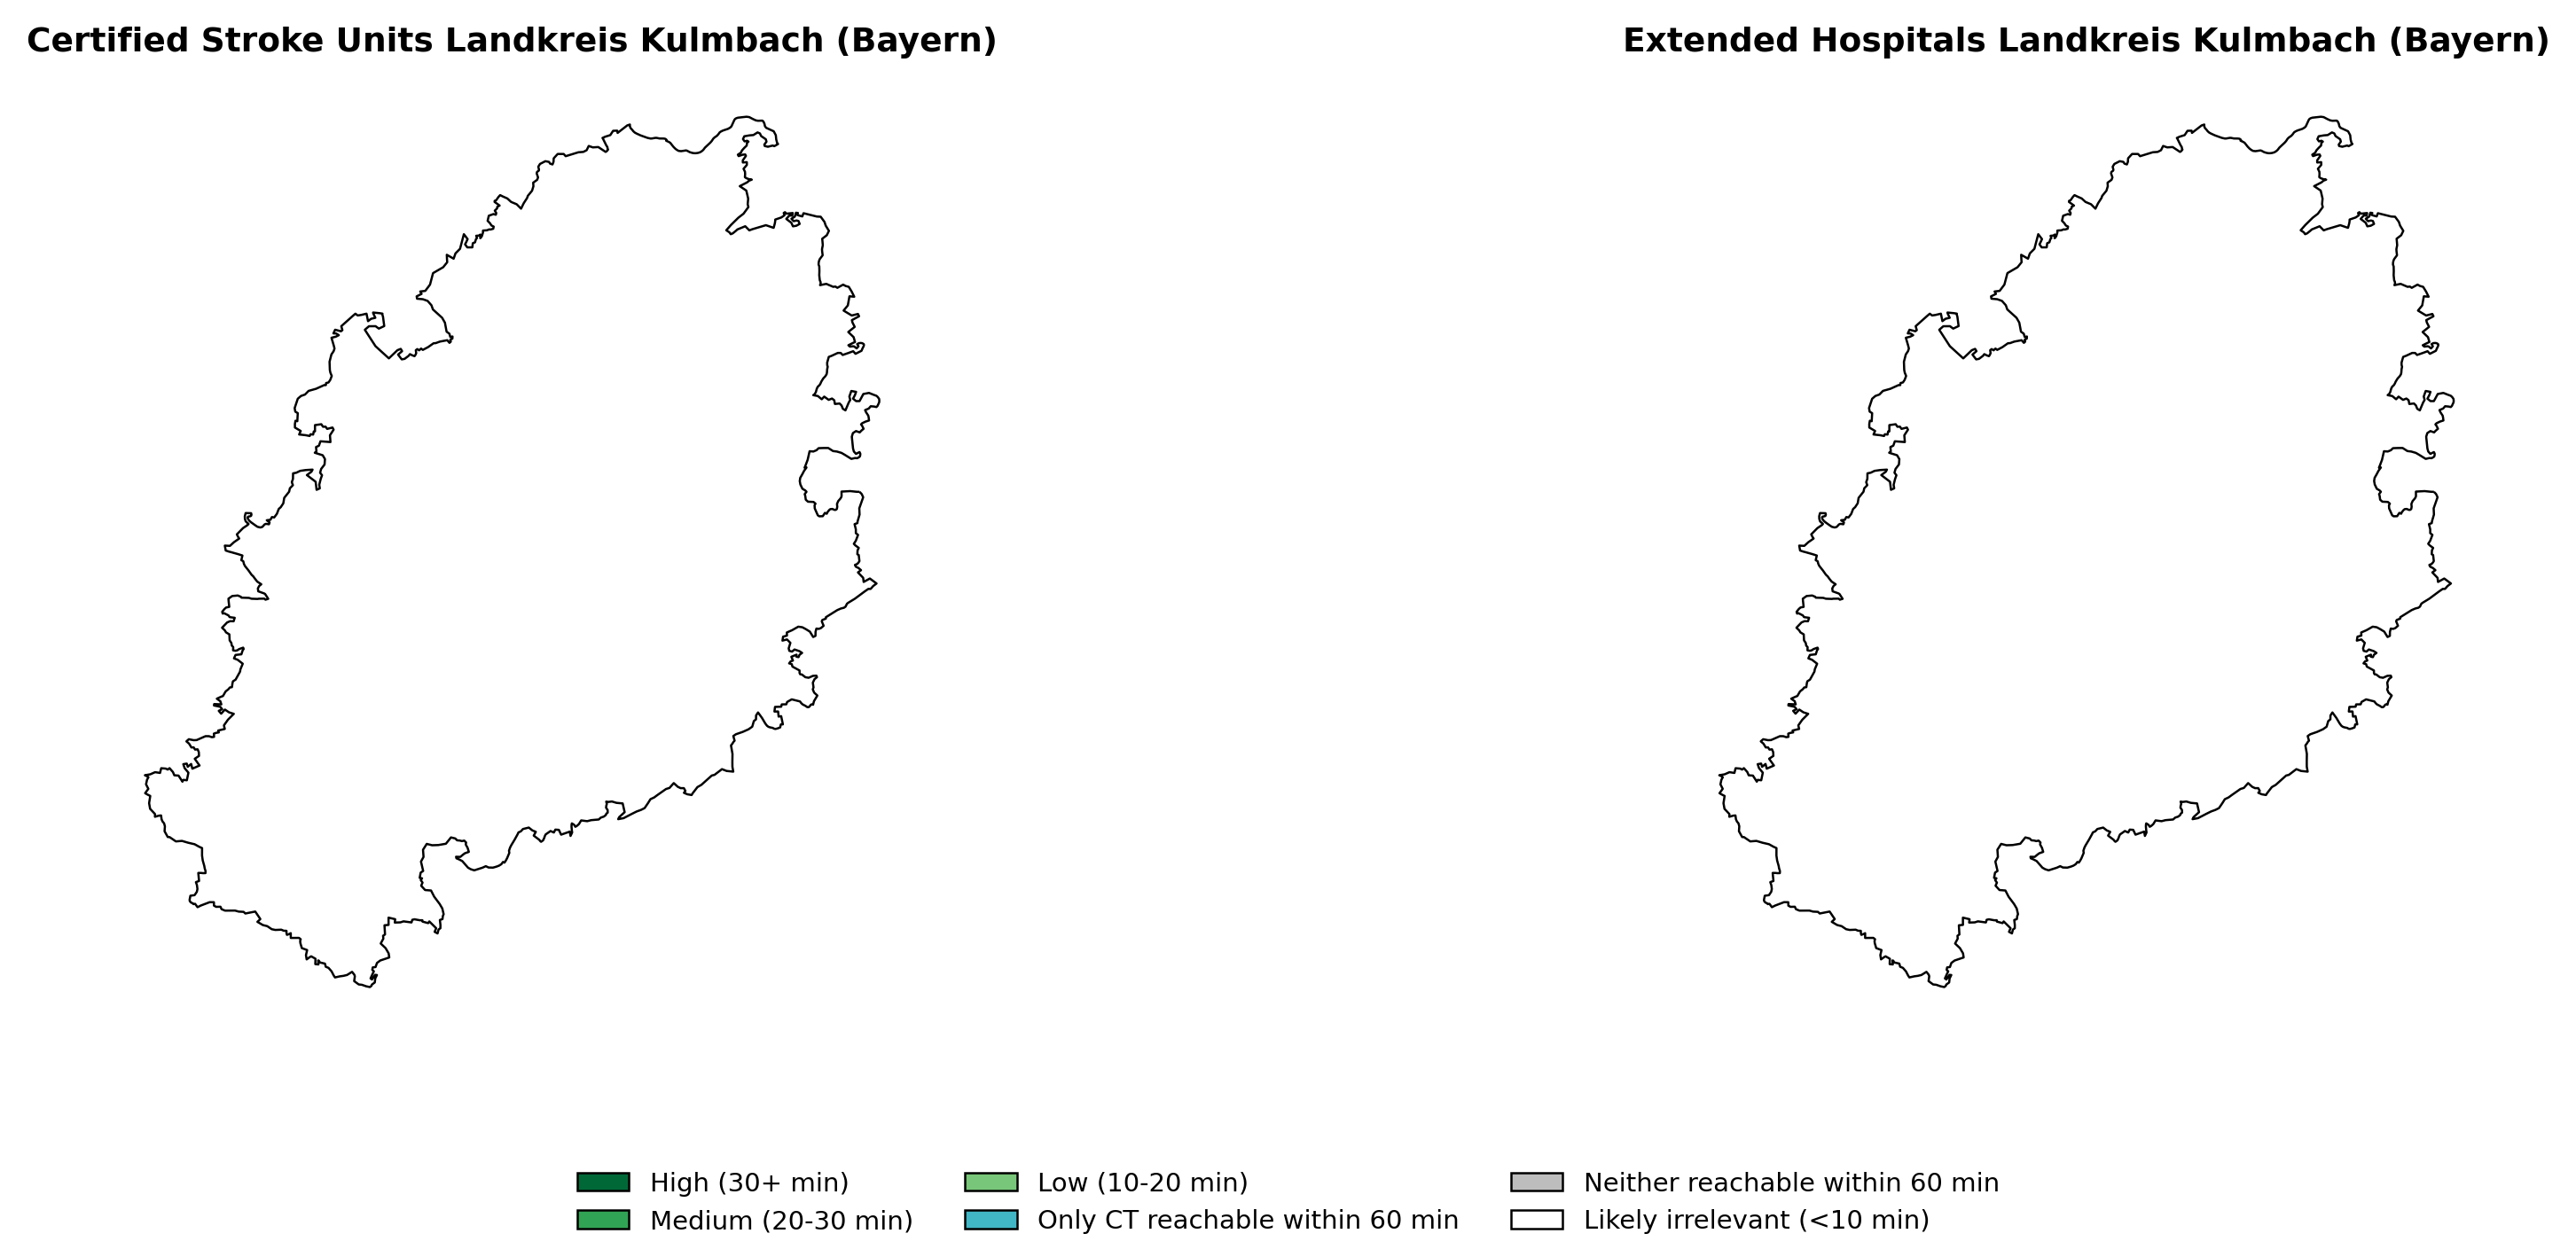 Certified Stroke Units Landkreis Kulmbach (Bayern)
Extended Hospitals Landkreis Kulmbach (Bayern)
High (30+ min)
Medium (20-30 min)
Low (10-20 min)
Only CT reachable within 60 min
Neither reachable within 60 min
Likely irrelevant (<10 min)